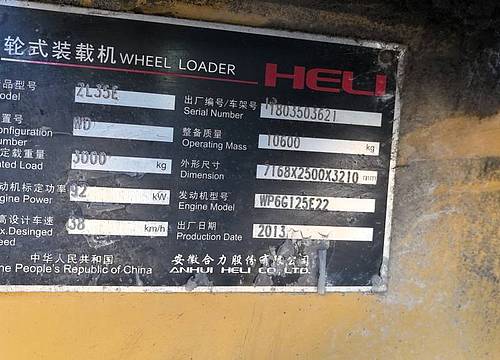 轮式装载机 WHEEL LOADER HELI
品型号 ZL35E 出厂编号/车架号 T803503621
odel Serial Number
置号 WD 整备质量 10600 kg
onfiguration Operating Mass
umber
定载重量 3000 kg 外形尺寸 7168X2500X3210 mm
ated Load Dimension
动机标定功率 92 kW 发动机型号 WP6G125E22
ngine Power Engine Model
高设计车速 38 km/h 出厂日期 2013
x.Desinged Production Date
eed
中华人民共和国 安徽合力股份有限公司
he People's Republic of China ANHUI HELI CO.,LTD.